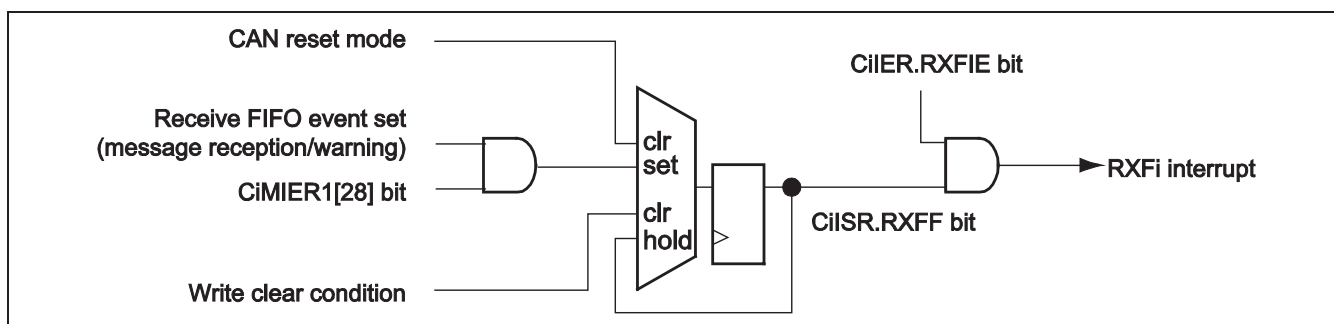 CAN reset mode
CiIER.RXFIE bit
Receive FIFO event set
(message reception/warning)
CiMIER1[28] bit
clr
set
clr
hold
RXFi interrupt
CiISR.RXFF bit
Write clear condition